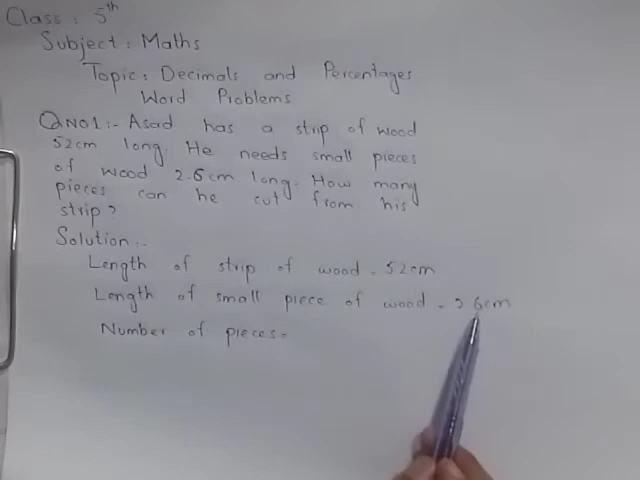 Class: 5th
Subject: Maths
Topic: Decimals and Percentages
Word Problems
QNO1:- Asad has a strip of wood
52cm long. He needs small pieces
of wood 2.6cm long. How many
pieces can he cut from his
strip?
Solution:-
Length of strip of wood = 52cm
Length of small piece of wood = 2.6cm
Number of pieces =